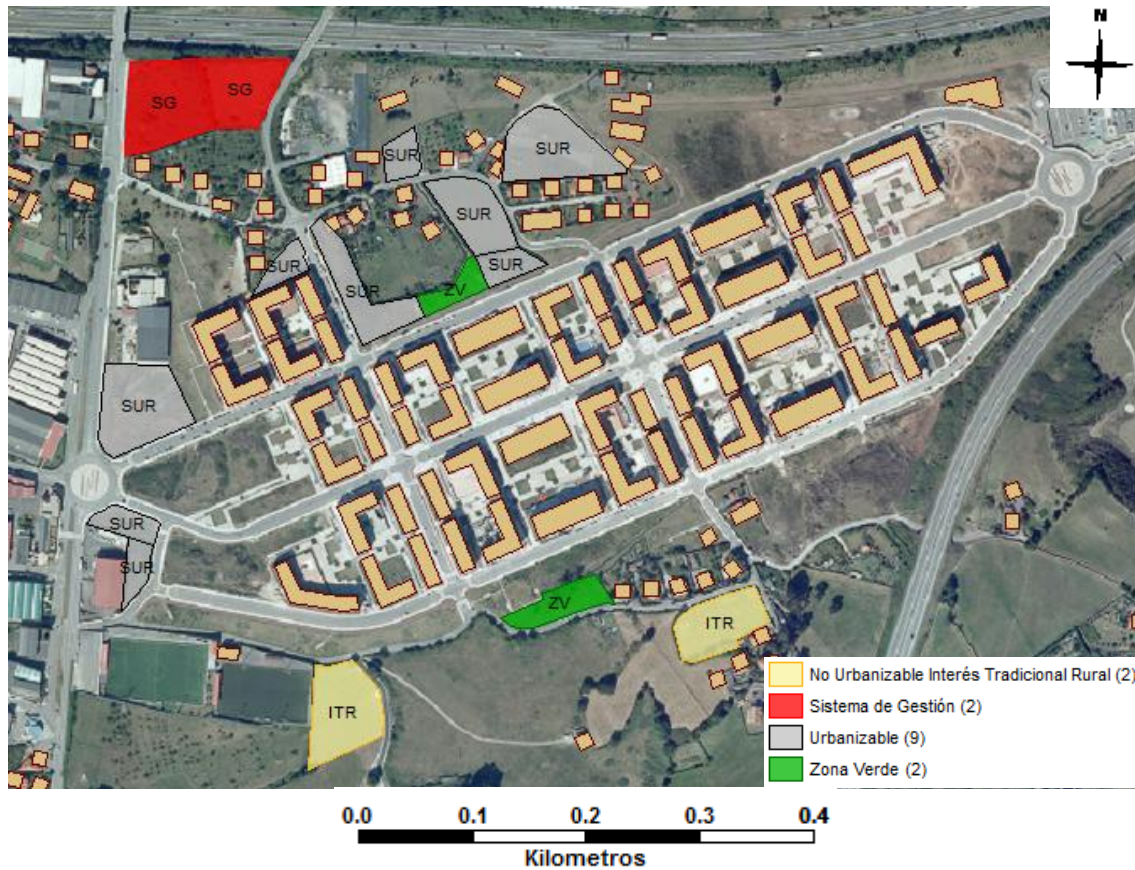 N
SG
SG
SUR
SUR
SUR
SUR
SUR
SUR
ZV
SUR
SUR
SUR
ZV
ITR
ITR
No Urbanizable Interés Tradicional Rural (2)
Sistema de Gestión (2)
Urbanizable (9)
Zona Verde (2)
0.0 0.1 0.2 0.3 0.4
Kilometros